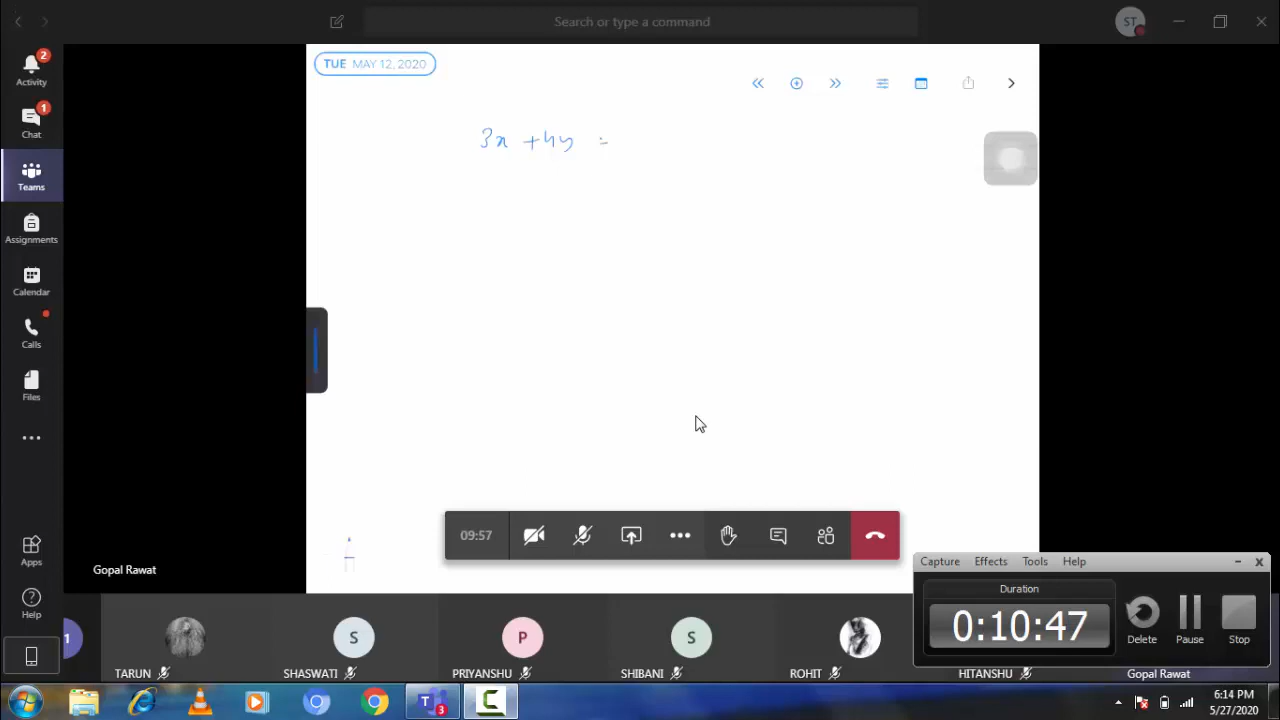 Search or type a command
ST
2
Activity
TUE MAY 12, 2020
1
Chat
3x + 4y =
Teams
Assignments
Calendar
Calls
Files
09:57
Apps
Gopal Rawat
Help
Capture Effects Tools Help
Duration
0:10:47
Delete Pause Stop
1
S
P
S
TARUN
SHASWATI
PRIYANSHU
SHIBANI
ROHIT
HITANSHU
Gopal Rawat
T
3
C
6:14 PM
5/27/2020